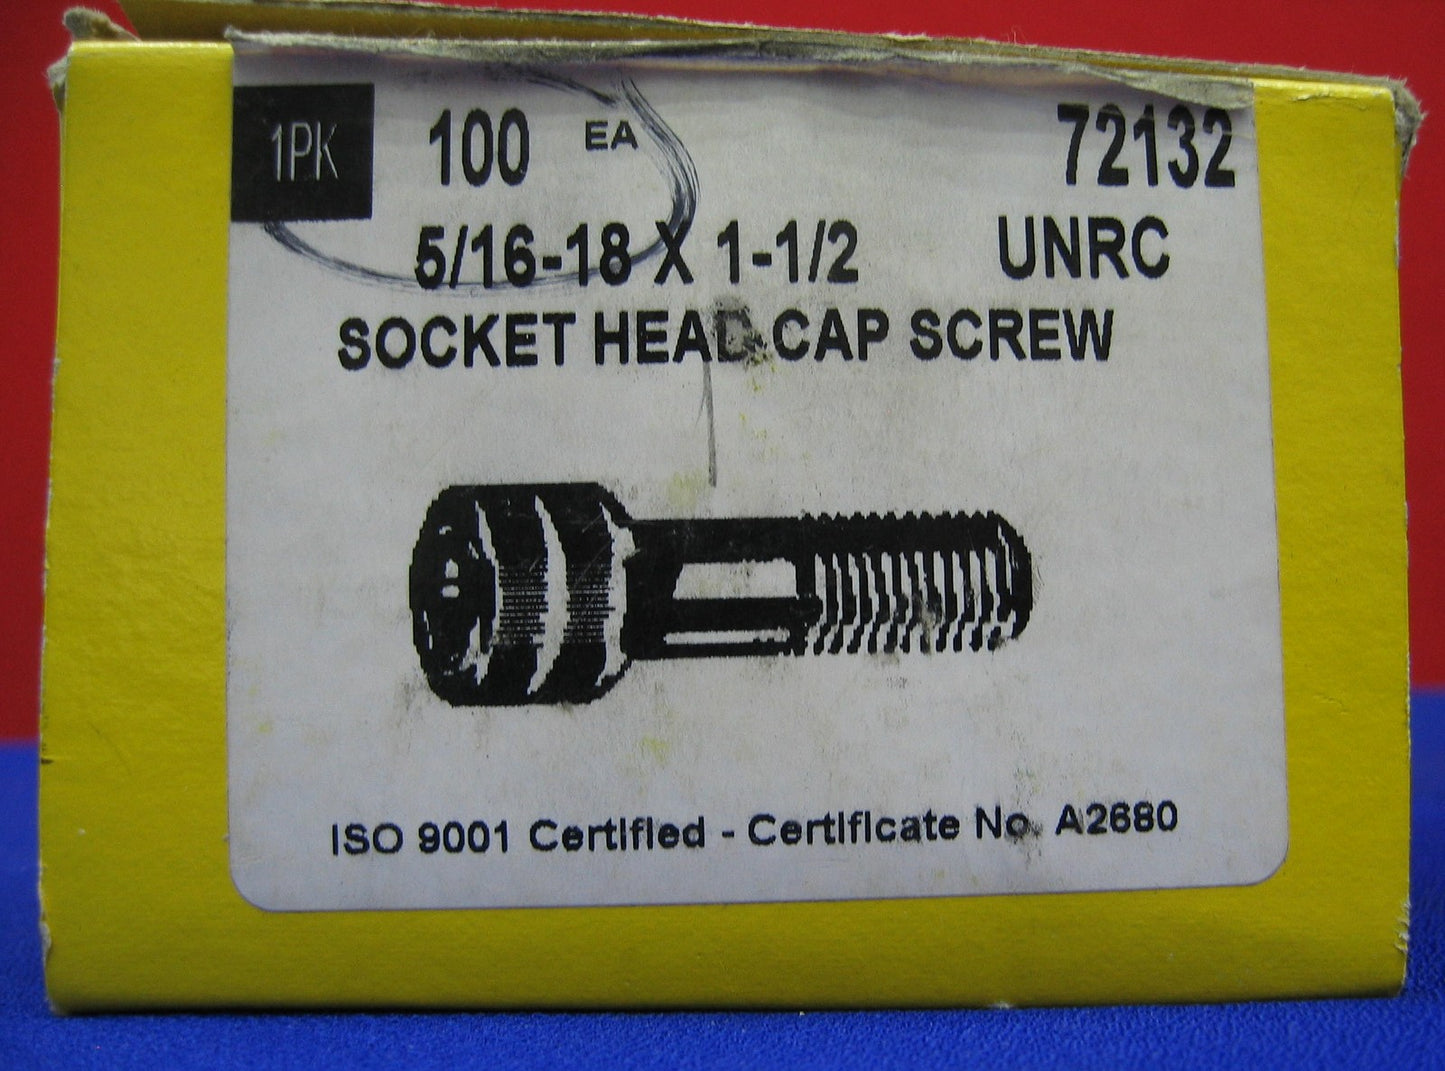 1PK 100 EA 72132
5/16-18 X 1-1/2 UNRC
SOCKET HEAD CAP SCREW
ISO 9001 Certified - Certificate No. A2680